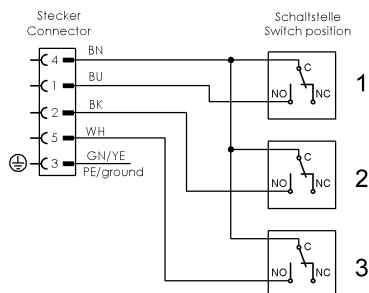 Stecker
Connector
Schaltstelle
Switch position
4 BN
1 BU
2 BK
5 WH
3 GN/YE
PE/ground
C
NO NC
1
C
NO NC
2
C
NO NC
3